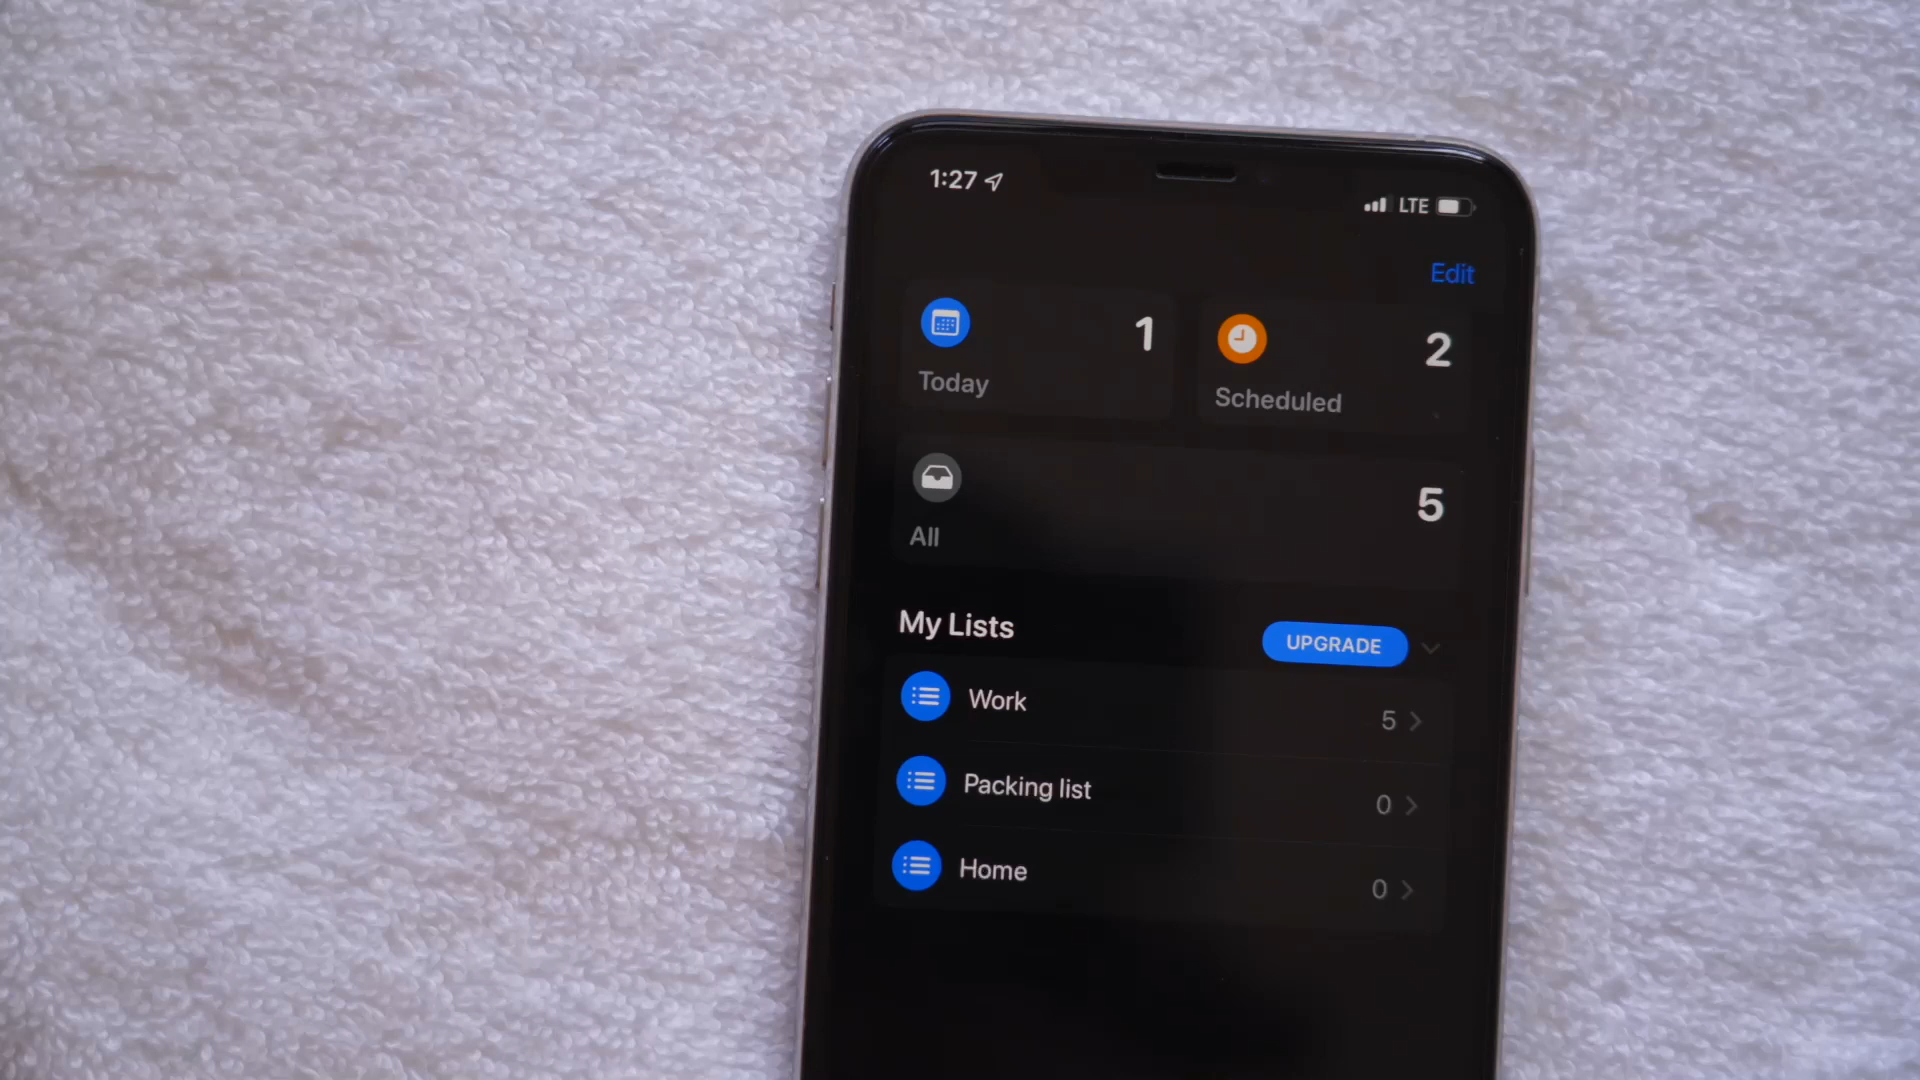 1:27
LTE
Edit
1
Today
2
Scheduled
5
All
My Lists
UPGRADE
Work
5
Packing list
0
Home
0